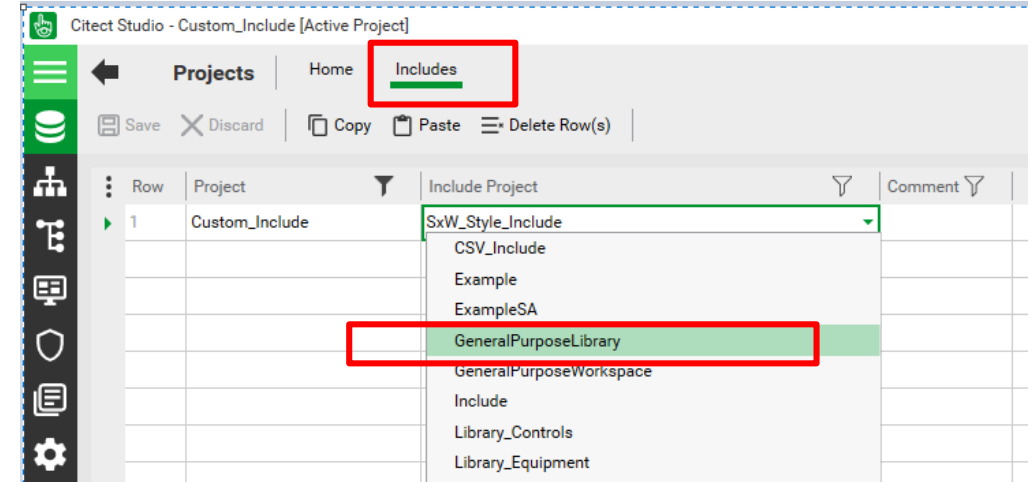 Citect Studio - Custom_Include [Active Project]
Projects Home Includes
Save Discard Copy Paste Delete Row(s)
Row Project Include Project Comment
1 Custom_Include SxW_Style_Include
CSV_Include
Example
ExampleSA
GeneralPurposeLibrary
GeneralPurposeWorkspace
Include
Library_Controls
Library_Equipment